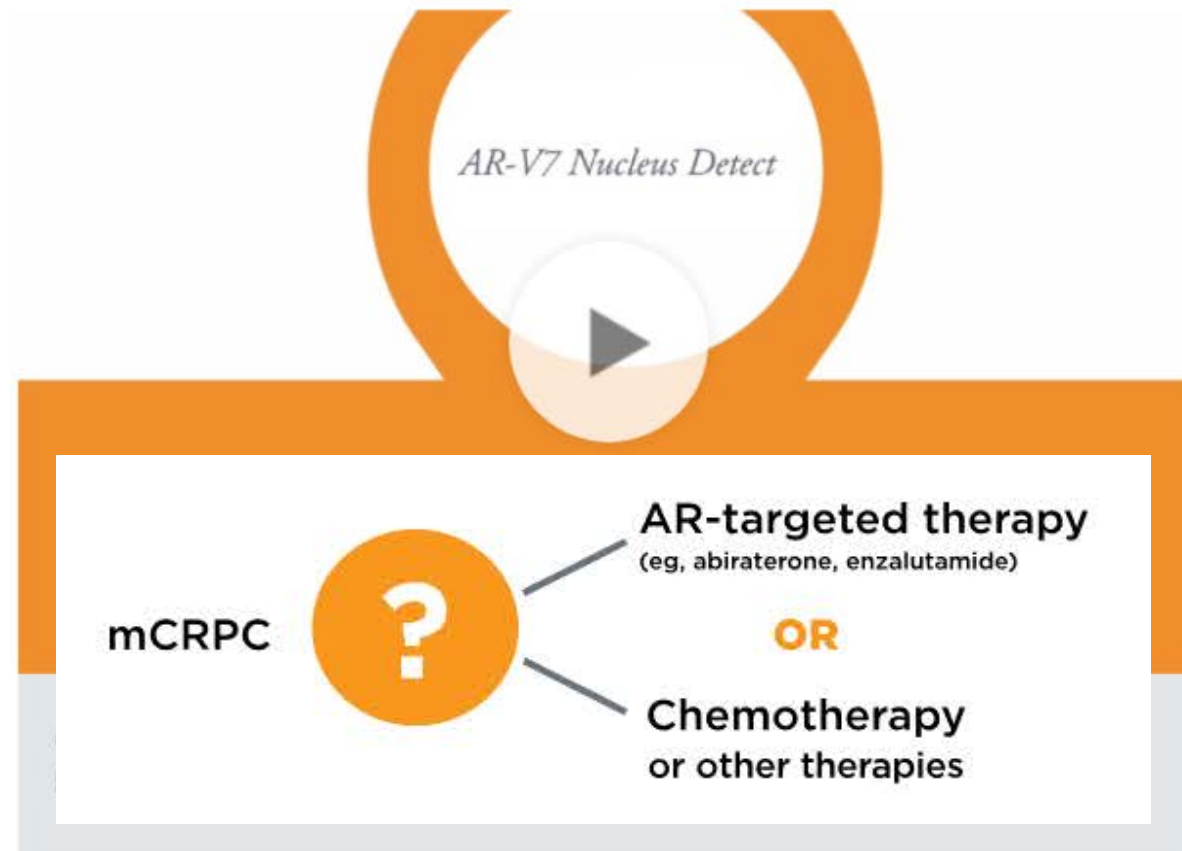 AR-V7 Nucleus Detect
AR-targeted therapy
(eg, abiraterone, enzalutamide)
mCRPC
?
OR
Chemotherapy
or other therapies